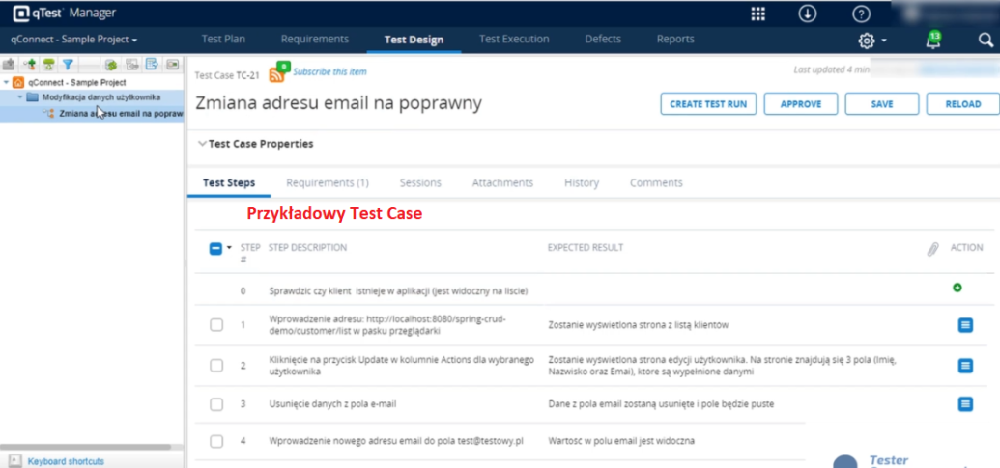 qTest Manager
qConnect - Sample Project
Test Plan
Requirements
Test Design
Test Execution
Defects
Reports
13
qConnect - Sample Project
Modyfikacja danych użytkownika
Zmiana adresu email na popraw
Test Case TC-21
0
Subscribe this item
Last updated 4 min
Zmiana adresu email na poprawny
CREATE TEST RUN
APPROVE
SAVE
RELOAD
Test Case Properties
Test Steps
Requirements (1)
Sessions
Attachments
History
Comments
Przykładowy Test Case
STEP # STEP DESCRIPTION EXPECTED RESULT ACTION
0 Sprawdzic czy klient istnieje w aplikacji (jest widoczny na liscie)
1 Wprowadzenie adresu: http://localhost:8080/spring-crud-
demo/customer/list w pasku przeglądarki
Zostanie wyswietlona strona z listą klientow
2 Kliknięcie na przycisk Update w kolumnie Actions dla wybranego
użytkownika
Zostanie wyswietlona strona edycji użytkownika. Na stronie znajdują się 3 pola (Imię,
Nazwisko oraz Emai), ktore są wypełnione danymi
3 Usunięcie danych z pola e-mail
Dane z pola email zostaną usunięte i pole będzie puste
4 Wprowadzenie nowego adresu email do pola test@testowy.pl
Wartosc w polu email jest widoczna
Keyboard shortcuts
Tester